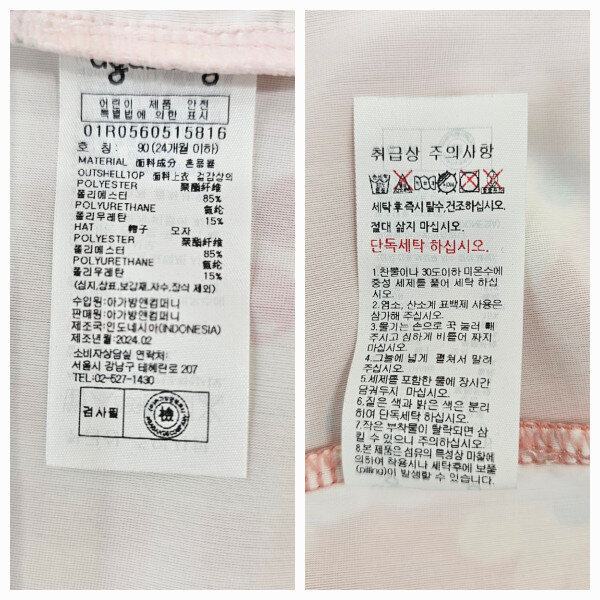 어린이 제품 안전
특별법에 의한 표시
01R0560515816
호 칭: 90(24개월 이하)
MATERIAL 面料成分 혼용률
OUTSHELLTOP 面料上衣 겉감상의
POLYESTER 聚酯纤维
폴리에스터 85%
POLYURETHANE 氨纶
폴리우레탄 15%
HAT 帽子 모자
POLYESTER 聚酯纤维
폴리에스터 85%
POLYURETHANE 氨纶
폴리우레탄 15%
(심지,상표,보강재,자수,장식 제외)
수입원: 아가방앤컴퍼니
판매원: 아가방앤컴퍼니
제조국: 인도네시아(INDONESIA)
제조년월: 2024.02
소비자상담실 연락처:
서울시 강남구 테헤란로 207
TEL: 02-527-1430
검사필 檢
취급상 주의사항
세탁 후 즉시 탈수,건조하십시오.
절대 삶지 마십시오.
단독세탁 하십시오.
1.찬물이나 30도이하 미온수에
중성 세제를 풀어 세탁 하십
시오.
2.염소, 산소계 표백제 사용은
삼가해 주십시오.
3.물기는 손으로 꾹 눌러 빼
주시고 심하게 비틀어 짜지
마십시오.
4.그늘에 넓게 펼쳐서 말려
주십시오.
5.세제를 포함한 물에 장시간
담궈두지 마십시오.
6.짙은 색과 밝은 색은 분리
하여 단독세탁 하십시오.
7.작은 부착물이 탈락되면 삼
킬 수 있으니 주의하십시오.
8.본 제품은 섬유의 특성상 마찰에
의하여 착용시나 세탁후에 보풀
(pilling)이 발생할 수 있습니다.